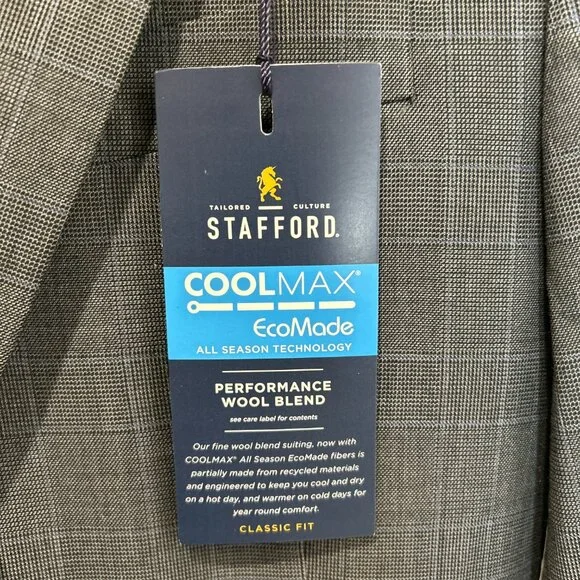 TAILORED CULTURE
STAFFORD®
COOLMAX®
EcoMade
ALL SEASON TECHNOLOGY
PERFORMANCE
WOOL BLEND
see care label for contents
Our fine wool blend suiting, now with
COOLMAX® All Season EcoMade fibers is
partially made from recycled materials
and engineered to keep you cool and dry
on a hot day, and warmer on cold days for
year round comfort.
CLASSIC FIT